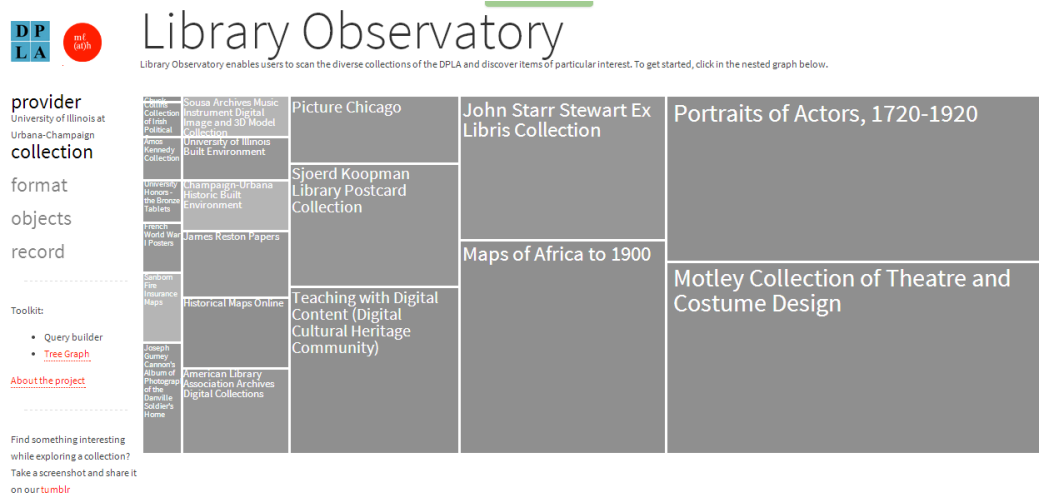 DP
LA
mf
(at)h
Library Observatory
Library Observatory enables users to scan the diverse collections of the DPLA and discover items of particular interest. To get started, click in the nested graph below.
provider
University of Illinois at
Urbana-Champaign
collection
format
objects
record
Toolkit:
Query builder
Tree Graph
About the project
Find something interesting
while exploring a collection?
Take a screenshot and share it
on our tumblr
Collins
Collection
of Irish
Political
Amos
Kennedy
Collection
University
Honors -
the Bronze
Tablets
French
World War
I Posters
Sanborn
Fire
Insurance
Maps
Joseph
Gurney
Cannon's
Album of
Photograp
of the
Danville
Soldier's
Home
Sousa Archives Music
Instrument Digital
Image and 3D Model
Collection
University of Illinois
Built Environment
Champaign-Urbana
Historic Built
Environment
James Reston Papers
Historical Maps Online
American Library
Association Archives
Digital Collections
Picture Chicago
Sjoerd Koopman
Library Postcard
Collection
Teaching with Digital
Content (Digital
Cultural Heritage
Community)
John Starr Stewart Ex
Libris Collection
Maps of Africa to 1900
Portraits of Actors, 1720-1920
Motley Collection of Theatre and
Costume Design